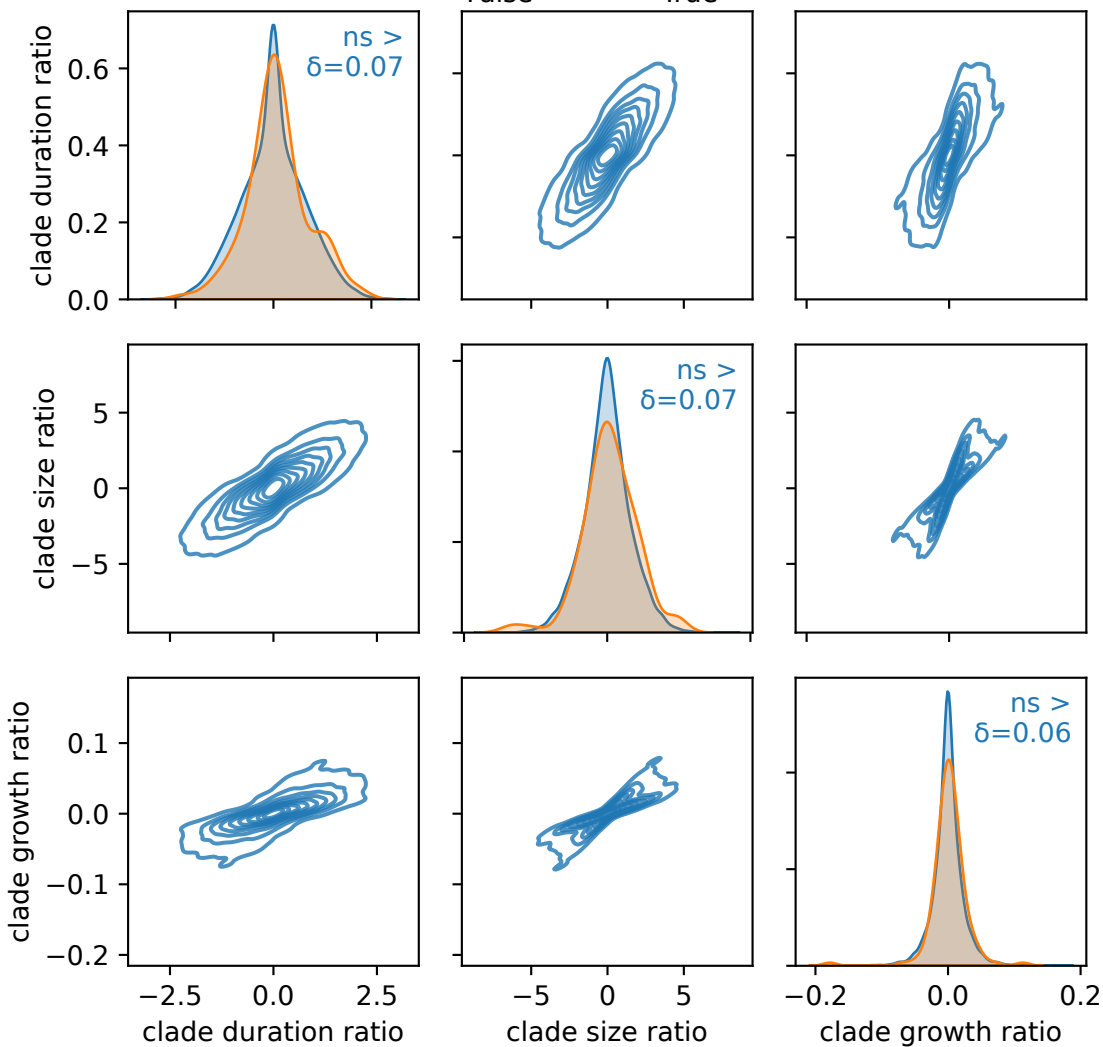 False True
clade duration ratio
0.6
0.4
0.2
0.0
ns >
δ=0.07
clade size ratio
5
0
−5
ns >
δ=0.07
clade growth ratio
0.1
0.0
−0.1
−0.2
ns >
δ=0.06
−2.5 0.0 2.5
−5 0 5
−0.2 0.0 0.2
clade duration ratio
clade size ratio
clade growth ratio